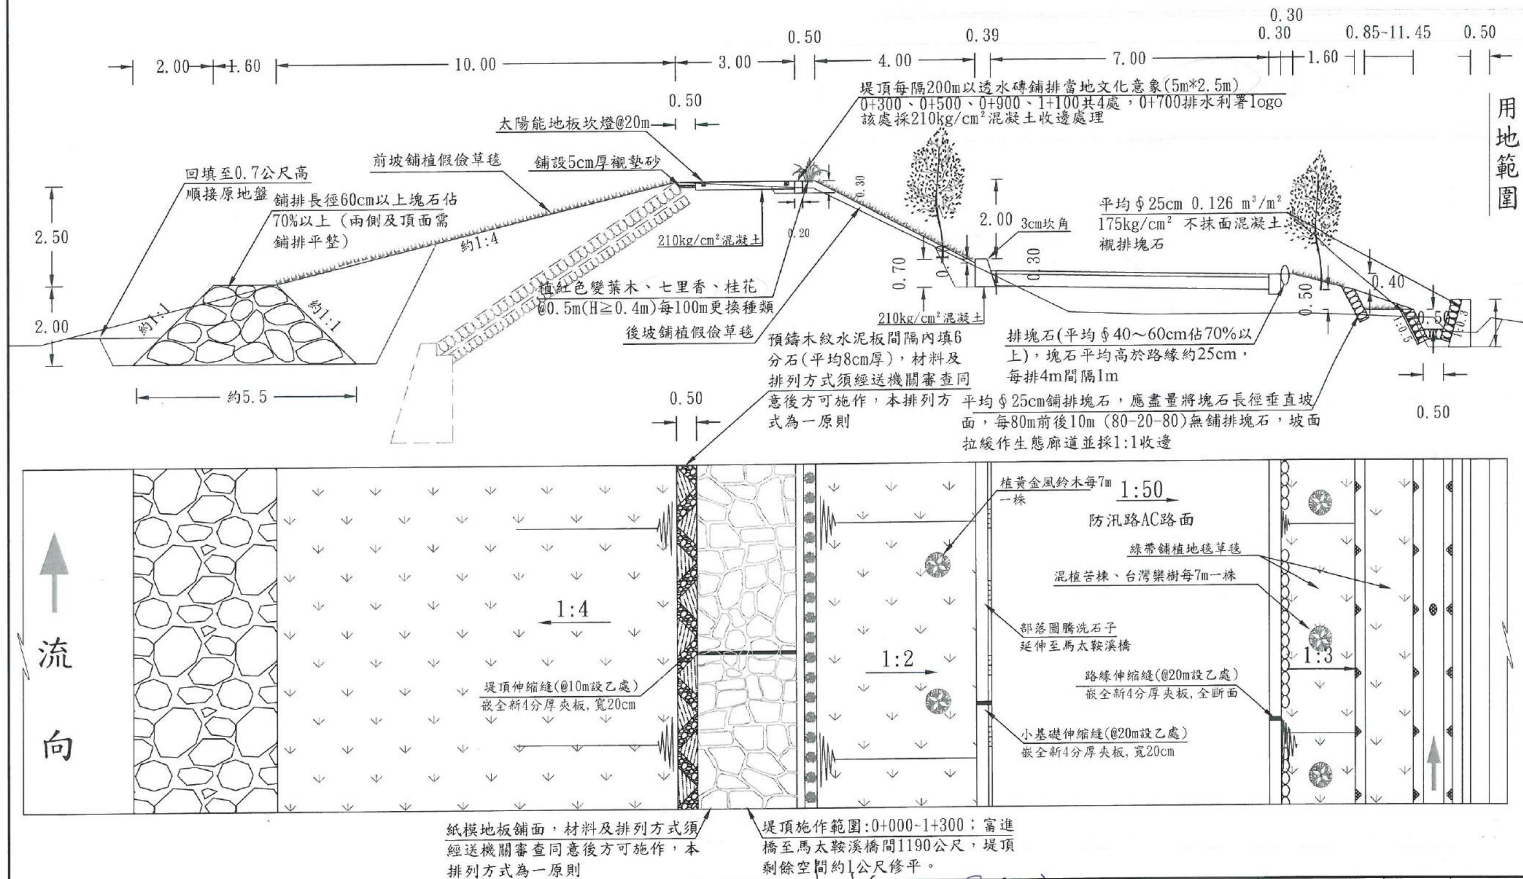 0.30
0.50
0.39
0.30
0.85~11.45
0.50
2.00
1.60
10.00
3.00
4.00
7.00
1.60
用地範圍
0.50
堤頂每隔200m以透水磚鋪排當地文化意象(5m*2.5m)
0+300、0+500、0+900、1+100共4處，0+700排水利署logo
該處採210kg/cm²混凝土收邊處理
太陽能地板崁燈@20m
前坡舖植假儉草毯
舖設5cm厚襯墊砂
回填至0.7公尺高
順接原地盤
舖排長徑60cm以上塊石佔
70%以上 (兩側及頂面需
舖排平整)
2.50
2.00
約1:4
約1:1
約1:1
約5.5
210kg/cm²混凝土
0.20
0.30
2.00
3cm崁角
0.70
0.30
平均∮25cm 0.126 m³/m²
175kg/cm² 不抹面混凝土
襯排塊石
0.40
0.50
0.50
1:0.5
1:0.3
植紅色變葉木、七里香、桂花
@0.5m(H≧0.4m)每100m更換種類
後坡舖植假儉草毯
210kg/cm²混凝土
預鑄木紋水泥板間隔內填6
分石(平均8cm厚)，材料及
排列方式須經送機關審查同
意後方可施作，本排列方
式為一原則
排塊石(平均∮40～60cm佔70%以
上)，塊石平均高於路緣約25cm，
每排4m間隔1m
平均∮25cm舖排塊石，應盡量將塊石長徑垂直坡
面，每80m前後10m (80-20-80)無舖排塊石，坡面
拉緩作生態廊道並採1:1收邊
0.50
0.50
植黃金風鈴木每7m
一株
1:50
防汛路AC路面
綠帶舖植地毯草毯
混植苦楝、台灣欒樹每7m一株
1:4
1:2
1:3
流
向
部落圖騰洗石子
延伸至馬太鞍溪橋
堤頂伸縮縫(@10m設乙處)
嵌全新4分厚夾板,寬20cm
路緣伸縮縫(@20m設乙處)
嵌全新4分厚夾板,全斷面
小基礎伸縮縫(@20m設乙處)
嵌全新4分厚夾板,寬20cm
紙模地板舖面，材料及排列方式須
經送機關審查同意後方可施作，本
排列方式為一原則
堤頂施作範圍:0+000-1+300；富進
橋至馬太鞍溪橋間1190公尺，堤頂
剩餘空間約1公尺修平。